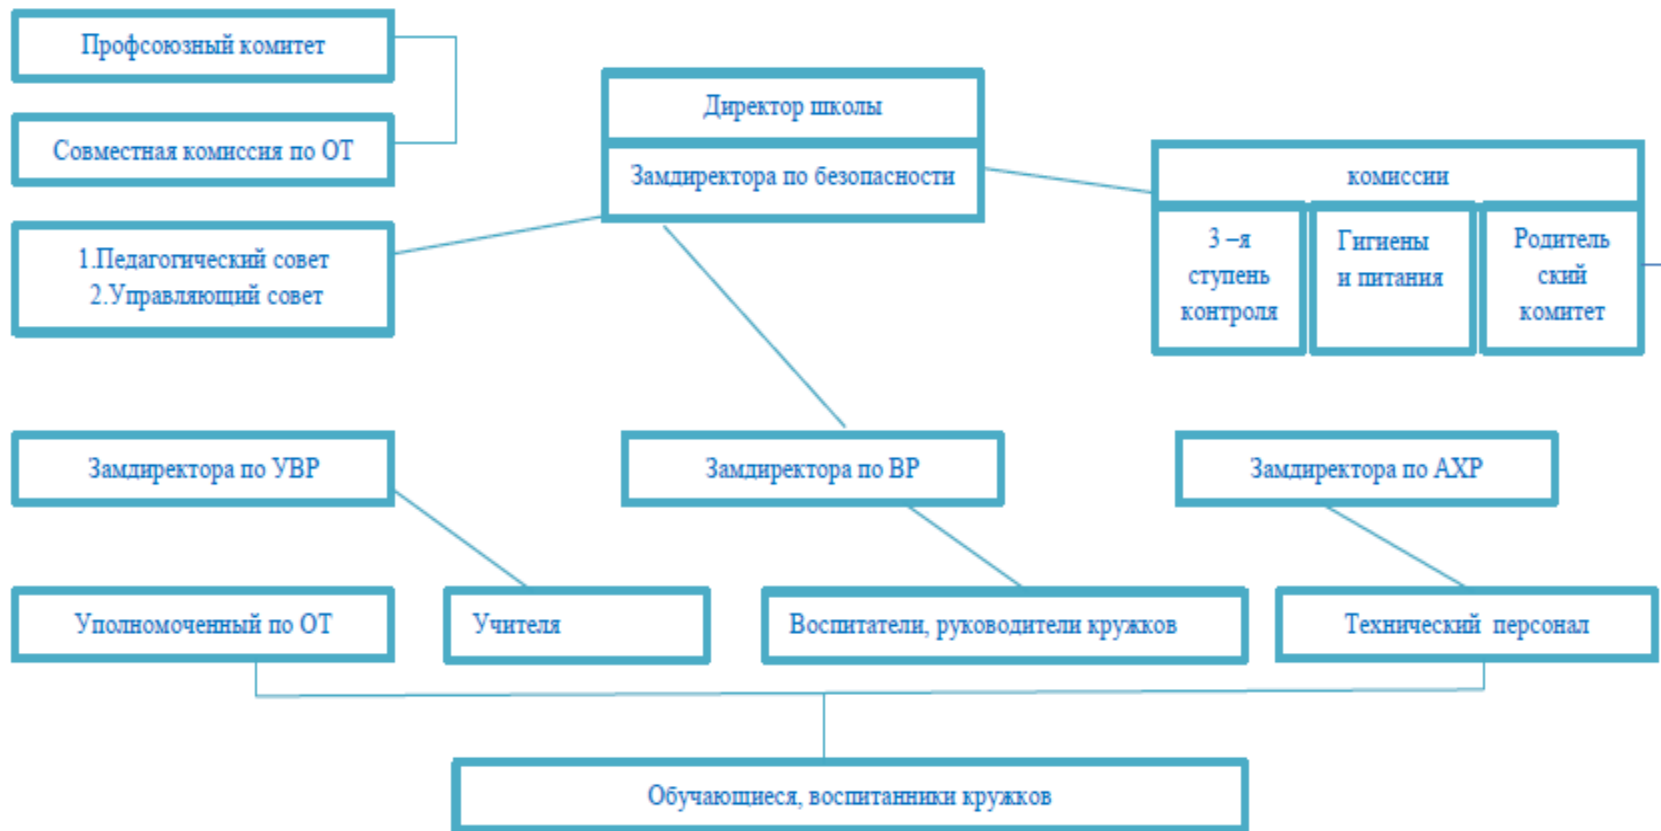 Профсоюзный комитет
Директор школы
Совместная комиссия по ОТ
Замдиректора по безопасности
комиссии
1.Педагогический совет
2.Управляющий совет
3 –я
ступень
контроля
Гигиены
и питания
Родитель
ский
комитет
Замдиректора по УВР
Замдиректора по ВР
Замдиректора по АХР
Уполномоченный по ОТ
Учителя
Воспитатели, руководители кружков
Технический персонал
Обучающиеся, воспитанники кружков